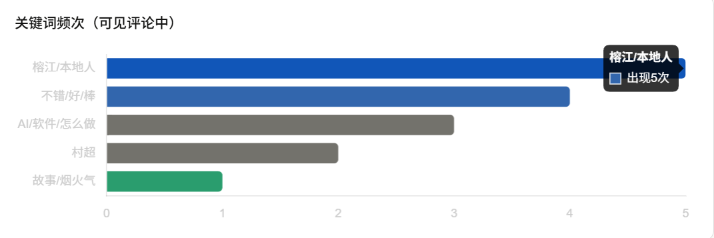 关键词频次（可见评论中）
榕江/本地人
榕江/本地人
出现5次
不错/好/棒
AI/软件/怎么做
村超
故事/烟火气
0 1 2 3 4 5